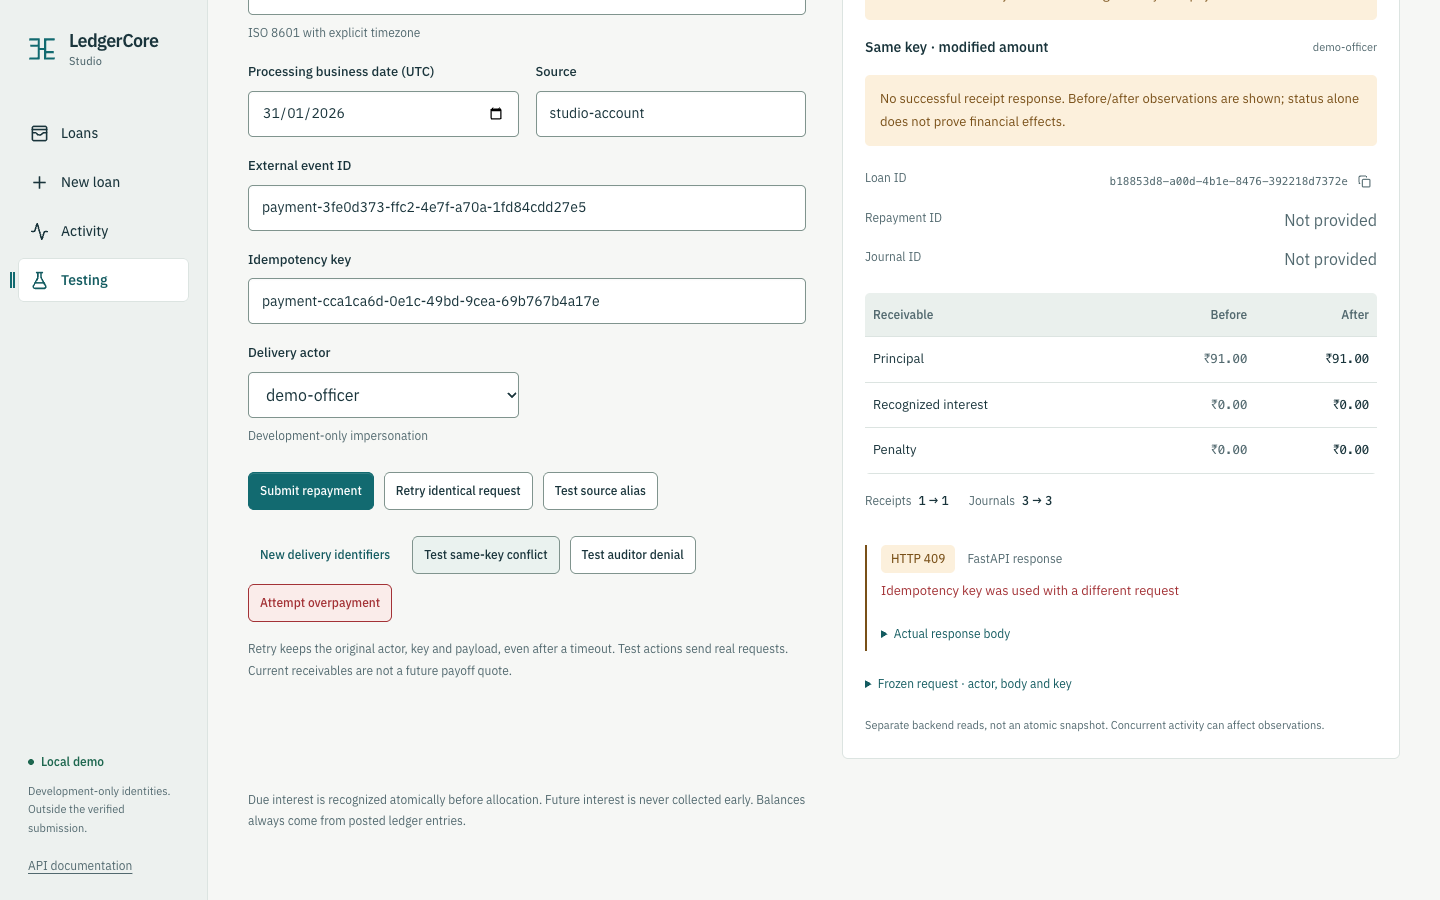 LedgerCore
Studio
Loans
New loan
Activity
Testing
Local demo
Development-only identities.
Outside the verified
submission.
API documentation
ISO 8601 with explicit timezone
Processing business date (UTC)
Source
31/01/2026
studio-account
External event ID
payment-3fe0d373-ffc2-4e7f-a70a-1fd84cdd27e5
Idempotency key
payment-cca1ca6d-0e1c-49bd-9cea-69b767b4a17e
Delivery actor
demo-officer
Development-only impersonation
Submit repayment
Retry identical request
Test source alias
New delivery identifiers
Test same-key conflict
Test auditor denial
Attempt overpayment
Retry keeps the original actor, key and payload, even after a timeout. Test actions send real requests.
Current receivables are not a future payoff quote.
Due interest is recognized atomically before allocation. Future interest is never collected early. Balances
always come from posted ledger entries.
Same key · modified amount
demo-officer
No successful receipt response. Before/after observations are shown; status alone
does not prove financial effects.
Loan ID
b18853d8-a00d-4b1e-8476-392218d7372e
Repayment ID
Not provided
Journal ID
Not provided
Receivable Before After
Principal ₹91.00 ₹91.00
Recognized interest ₹0.00 ₹0.00
Penalty ₹0.00 ₹0.00
Receipts 1 → 1 Journals 3 → 3
HTTP 409 FastAPI response
Idempotency key was used with a different request
Actual response body
Frozen request · actor, body and key
Separate backend reads, not an atomic snapshot. Concurrent activity can affect observations.